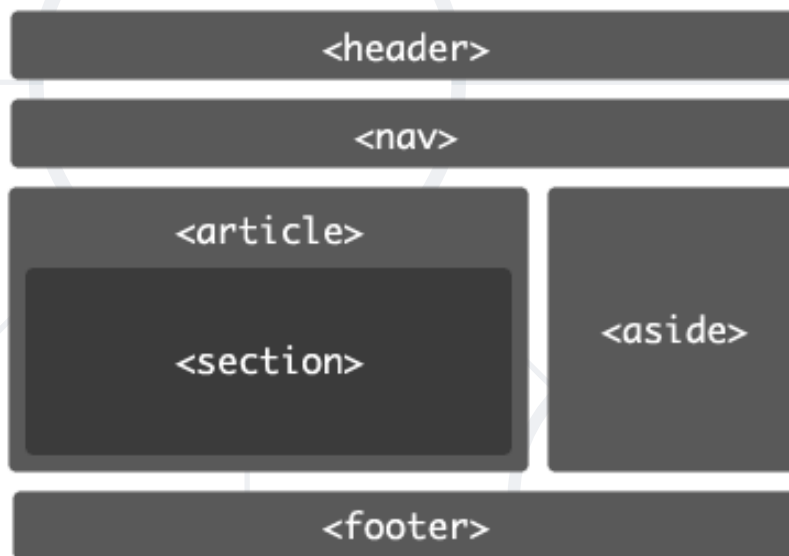 <header>
<nav>
<article>
<section>
<aside>
<footer>